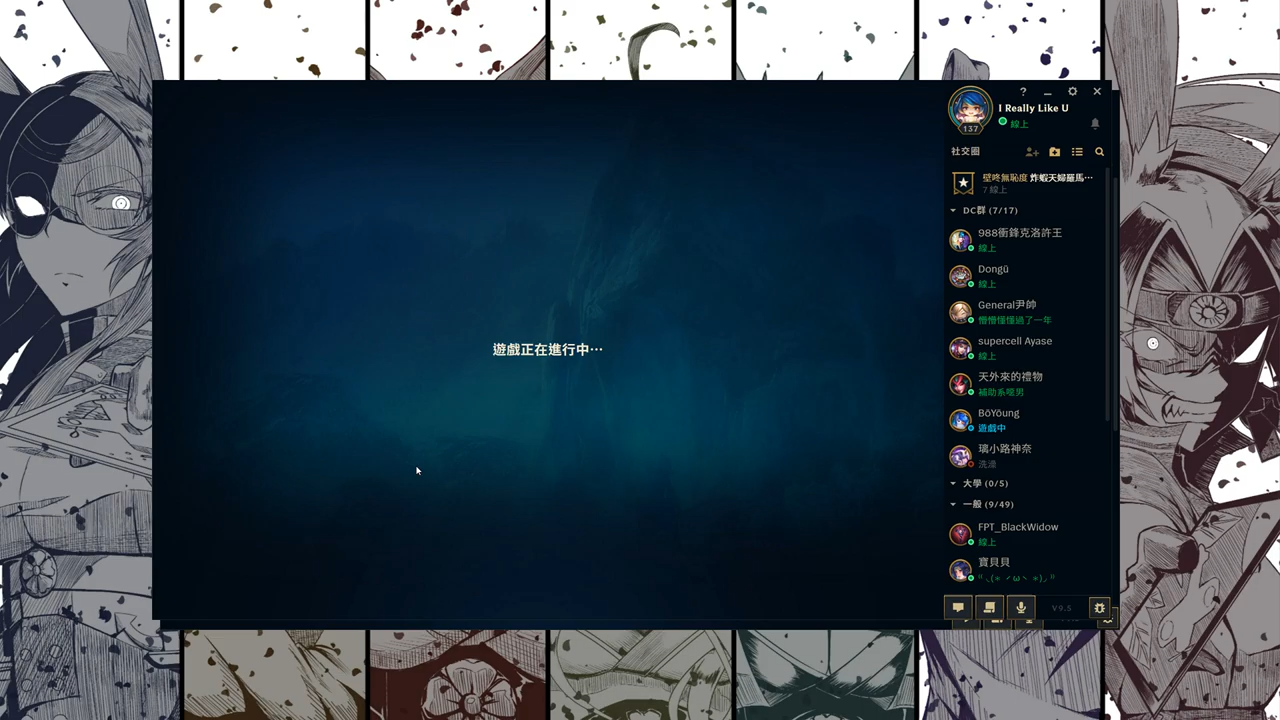 I Really Like U
線上
137
社交圈
壁咚無恥度 炸蝦天婦羅馬…
7 線上
DC群 (7/17)
988衝鋒克洛許王
線上
Dongü
線上
General尹帥
懵懵懂懂過了一年
supercell Ayase
線上
天外來的禮物
補助系噁男
BöYöung
遊戲中
璃小路神奈
洗澡
大學 (0/5)
一般 (9/49)
FPT_BlackWidow
線上
寶貝貝
遊戲正在進行中…
V9.5